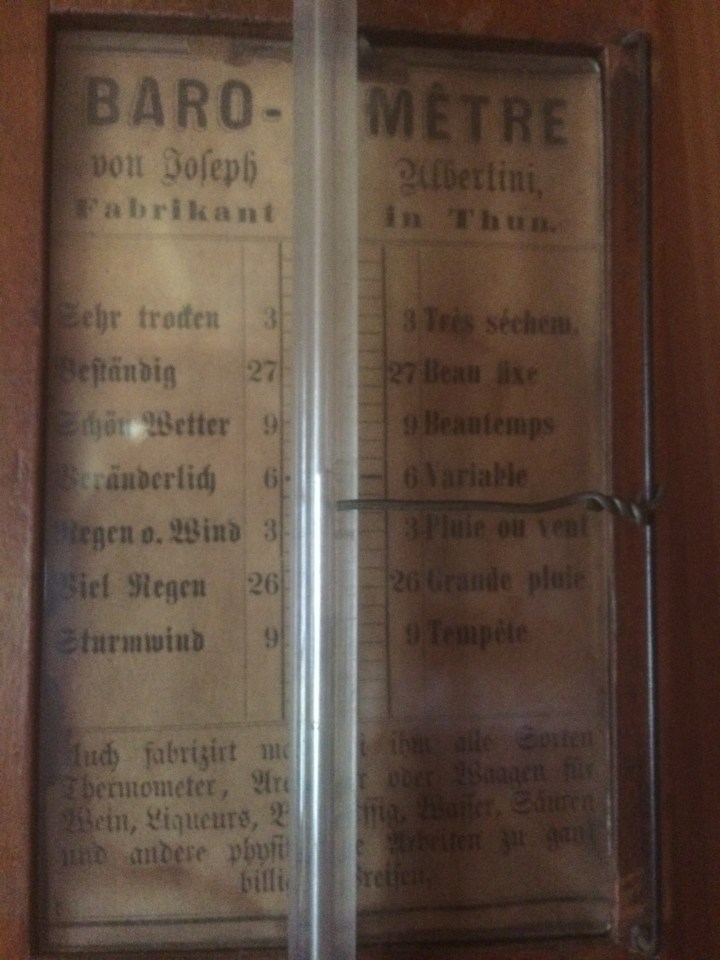 BARO- MÊTRE
von Joseph Albertini,
Fabrikant in Thun.
Sehr trocken 3 3 Très séchem.
Beständig 27 27 Beau fixe
Schön Wetter 9 9 Beautemps
Veränderlich 6 6 Variable
Regen o. Wind 3 3 Pluie ou vent
Viel Regen 26 26 Grande pluie
Sturmwind 9 9 Tempête
Auch fabrizirt ihm alle Sorten
Thermometer, oder Waagen für
Wein, Liqueurs, Wasser, Säuren
und andere Arbeiten zu ganz
billi Preisen.